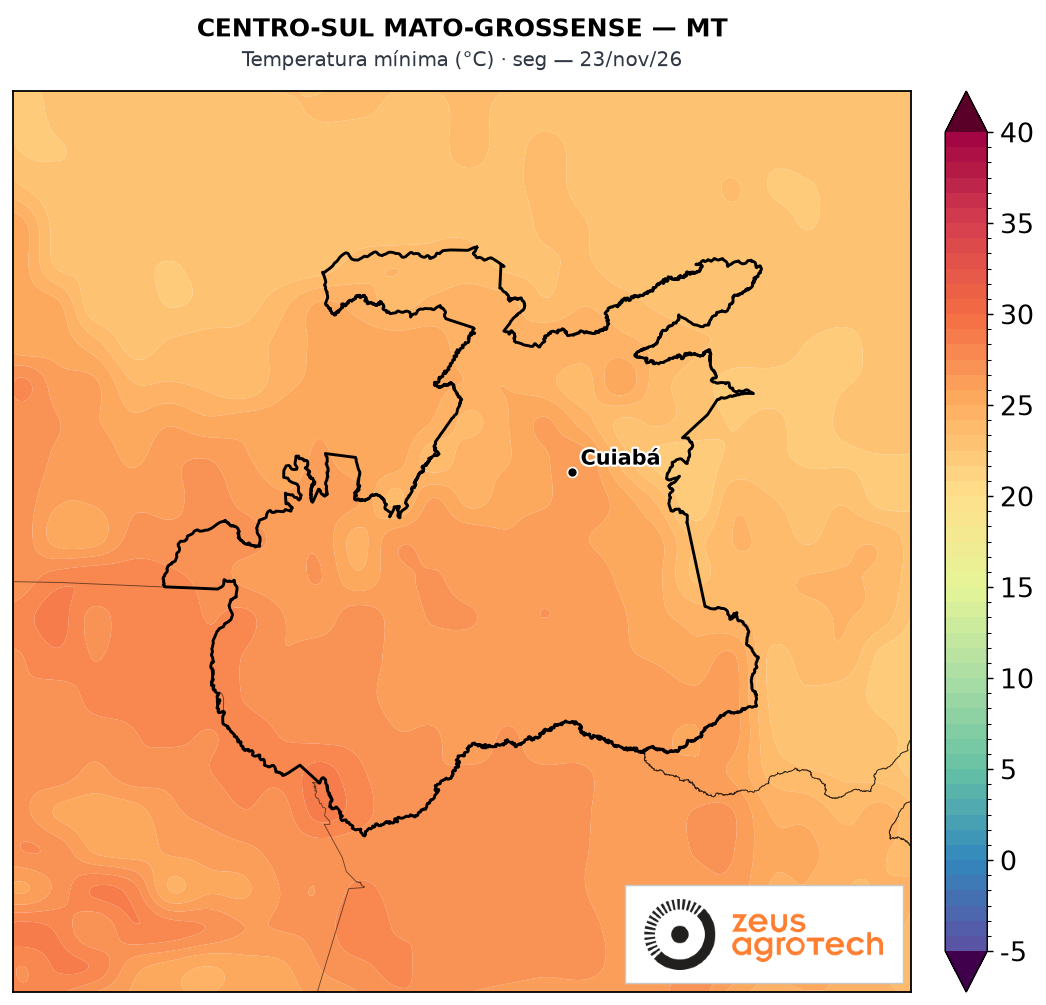 CENTRO-SUL MATO-GROSSENSE — MT
Temperatura mínima (°C) · seg — 23/nov/26
40
35
30
25
20
15
10
5
0
-5
Cuiabá
zeus
agrotech